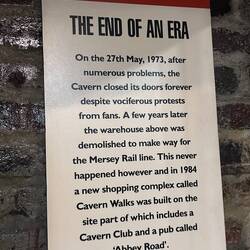 THE END OF AN ERA
On the 27th May, 1973, after
numerous problems, the
Cavern closed its doors forever
despite vociferous protests
from fans. A few years later
the warehouse above was
demolished to make way for
the Mersey Rail line. This never
happened however and in 1984
a new shopping complex called
Cavern Walks was built on the
site part of which includes a
Cavern Club and a pub called
'Abbey Road'.